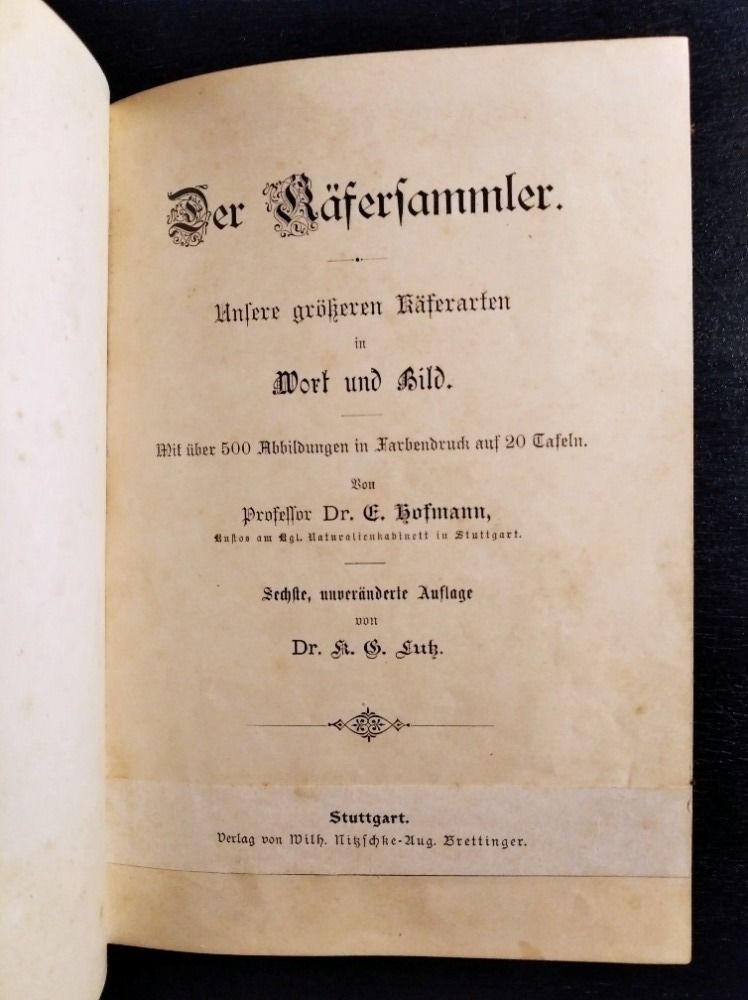 Der Käferſammler.
Unſere größeren Käferarten
in
Wort und Bild.
Mit über 500 Abbildungen in Farbendruck auf 20 Tafeln.
Von
Profeſſor Dr. E. Hofmann,
Kuſtos am Kgl. Naturalienkabinett in Stuttgart.
Sechſte, unveränderte Auflage
von
Dr. K. G. Lutz.
Stuttgart.
Verlag von Wilh. Nitzſchke-Aug. Brettinger.